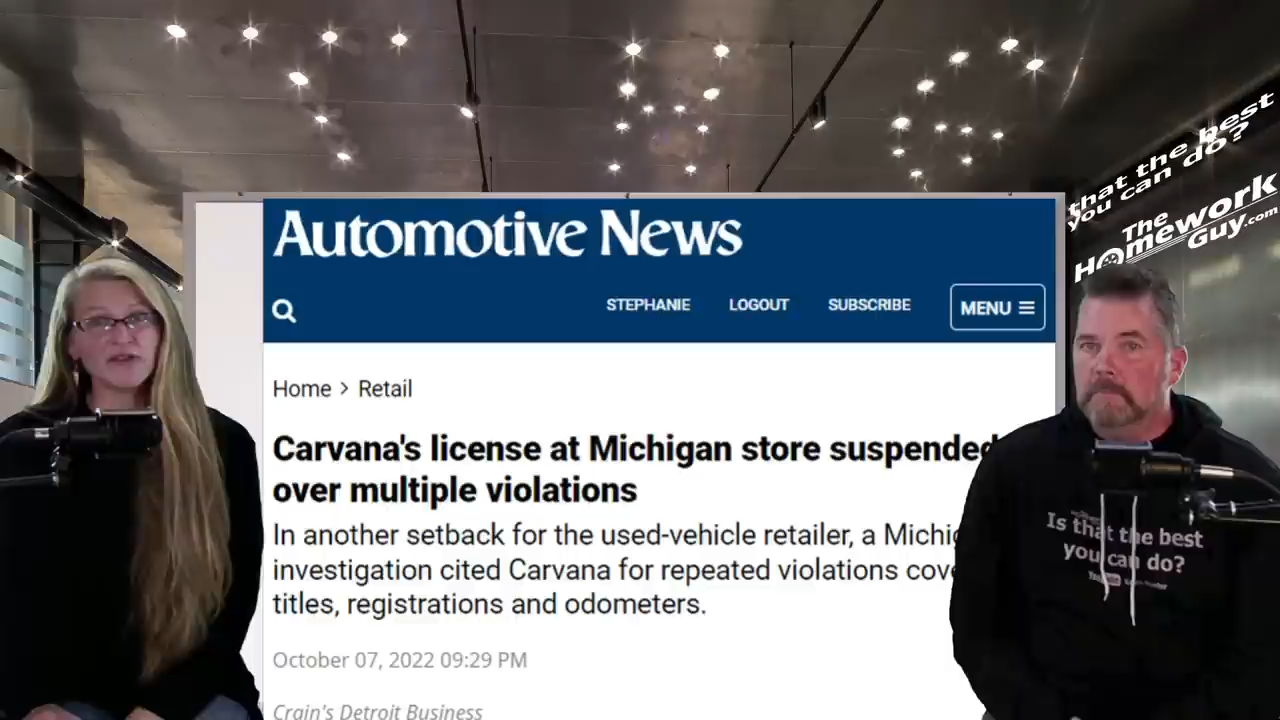 that the best
you can do?
The
Homework
Guy.com
Automotive News
STEPHANIE LOGOUT SUBSCRIBE MENU
Home > Retail
Carvana's license at Michigan store suspended
over multiple violations
In another setback for the used-vehicle retailer, a Michig
investigation cited Carvana for repeated violations cove
titles, registrations and odometers.
October 07, 2022 09:29 PM
Crain's Detroit Business
Is that the best
you can do?